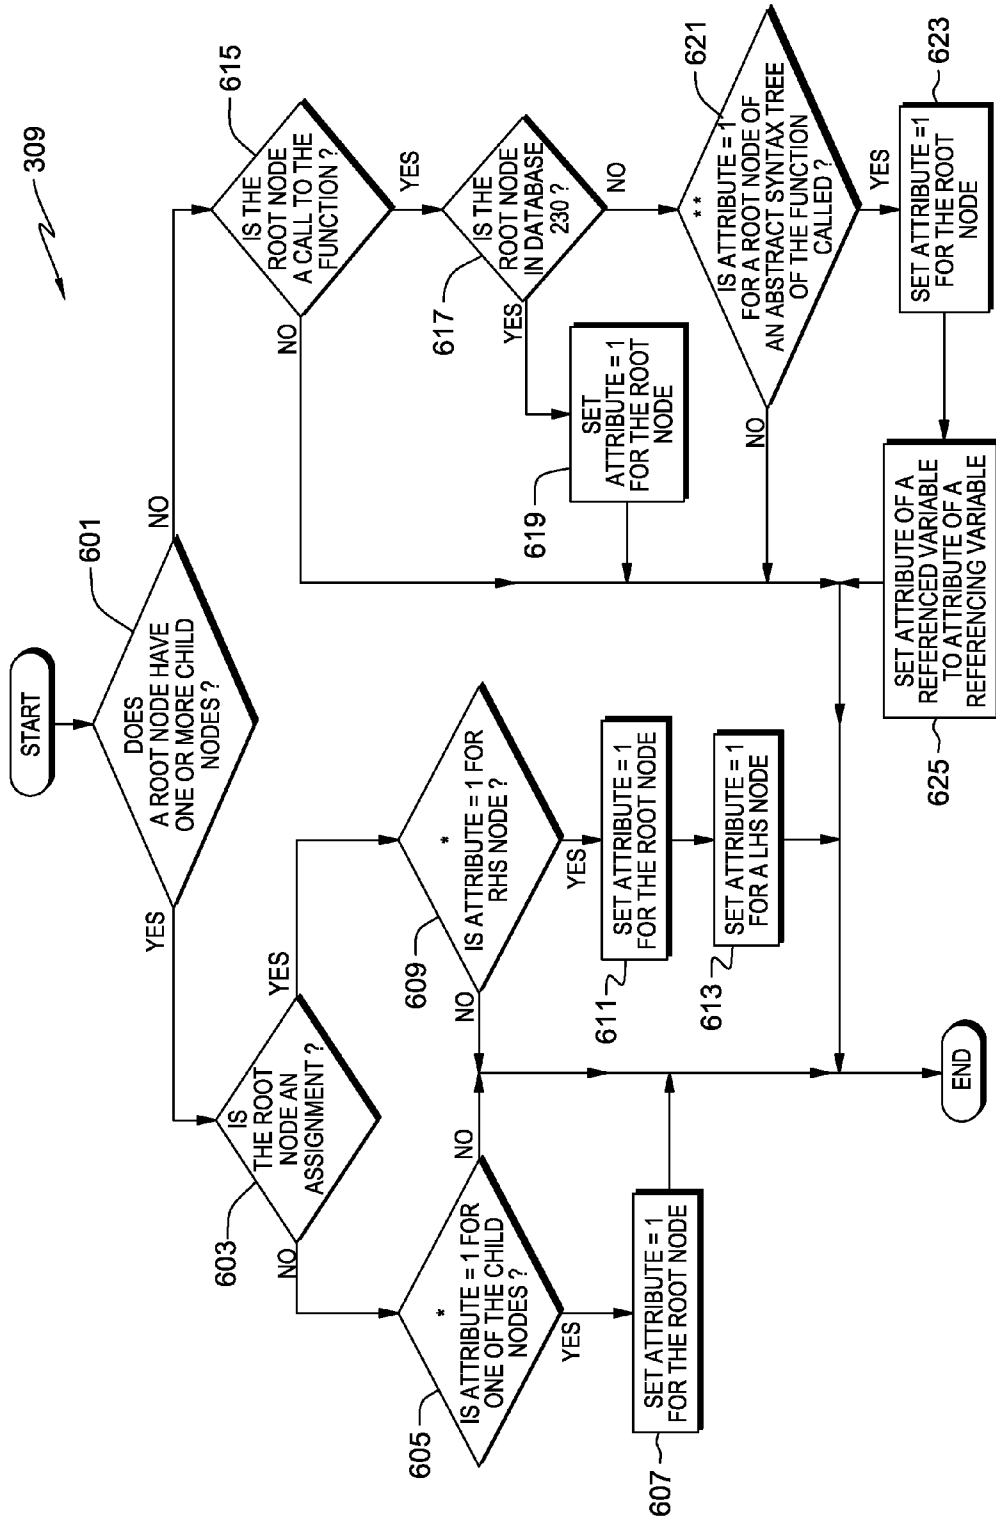 309
START
601
DOES
A ROOT NODE HAVE
ONE OR MORE CHILD
NODES ?
YES
NO
603
IS
THE ROOT
NODE AN
ASSIGNMENT ?
NO
YES
605
*
IS ATTRIBUTE = 1 FOR
ONE OF THE CHILD
NODES ?
NO
YES
607
SET ATTRIBUTE = 1
FOR THE ROOT NODE
609
*
IS ATTRIBUTE = 1 FOR
RHS NODE ?
NO
YES
611
SET ATTRIBUTE = 1
FOR THE ROOT NODE
613
SET ATTRIBUTE = 1
FOR A LHS NODE
END
615
IS THE
ROOT NODE
A CALL TO THE
FUNCTION ?
NO
YES
617
IS THE
ROOT NODE
IN DATABASE
230 ?
YES
NO
619
SET
ATTRIBUTE = 1
FOR THE ROOT
NODE
621
**
IS ATTRIBUTE = 1
FOR A ROOT NODE OF
AN ABSTRACT SYNTAX TREE
OF THE FUNCTION
CALLED ?
NO
YES
623
SET ATTRIBUTE =1
FOR THE ROOT
NODE
625
SET ATTRIBUTE OF A
REFERENCED VARIABLE
TO ATTRIBUTE OF A
REFERENCING VARIABLE